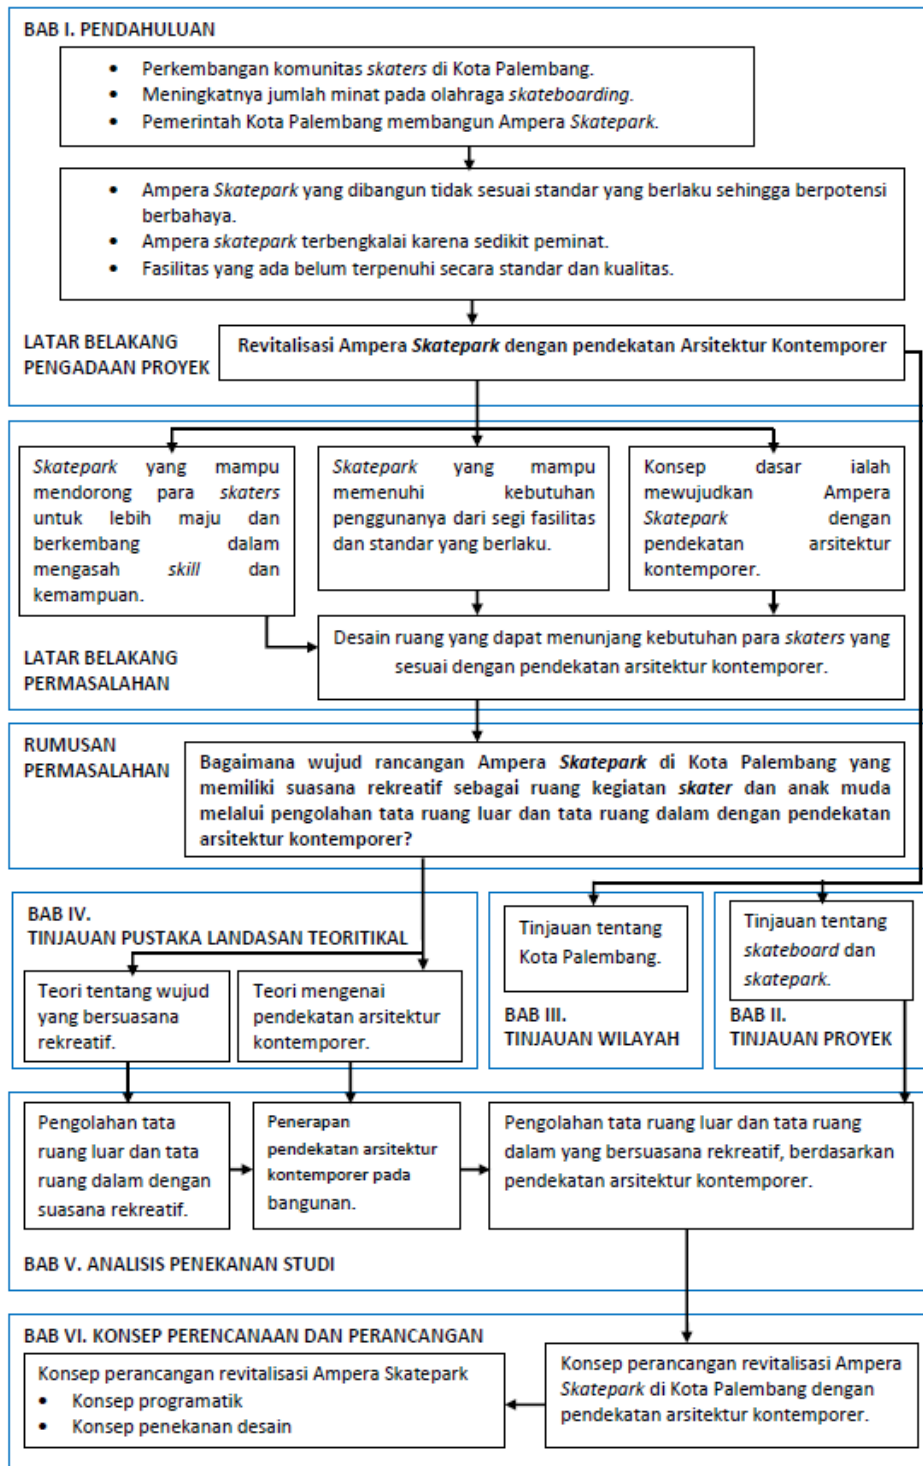 BAB I. PENDAHULUAN
• Perkembangan komunitas skaters di Kota Palembang.
• Meningkatnya jumlah minat pada olahraga skateboarding.
• Pemerintah Kota Palembang membangun Ampera Skatepark.
• Ampera Skatepark yang dibangun tidak sesuai standar yang berlaku sehingga berpotensi
berbahaya.
• Ampera skatepark terbengkalai karena sedikit peminat.
• Fasilitas yang ada belum terpenuhi secara standar dan kualitas.
LATAR BELAKANG
PENGADAAN PROYEK
Revitalisasi Ampera Skatepark dengan pendekatan Arsitektur Kontemporer
Skatepark yang mampu
mendorong para skaters
untuk lebih maju dan
berkembang dalam
mengasah skill dan
kemampuan.
Skatepark yang mampu
memenuhi kebutuhan
penggunanya dari segi fasilitas
dan standar yang berlaku.
Konsep dasar ialah
mewujudkan Ampera
Skatepark dengan
pendekatan arsitektur
kontemporer.
Desain ruang yang dapat menunjang kebutuhan para skaters yang
sesuai dengan pendekatan arsitektur kontemporer.
LATAR BELAKANG
PERMASALAHAN
RUMUSAN
PERMASALAHAN
Bagaimana wujud rancangan Ampera Skatepark di Kota Palembang yang
memiliki suasana rekreatif sebagai ruang kegiatan skater dan anak muda
melalui pengolahan tata ruang luar dan tata ruang dalam dengan pendekatan
arsitektur kontemporer?
BAB IV.
TINJAUAN PUSTAKA LANDASAN TEORITIKAL
Teori tentang wujud
yang bersuasana
rekreatif.
Teori mengenai
pendekatan arsitektur
kontemporer.
Tinjauan tentang
Kota Palembang.
BAB III.
TINJAUAN WILAYAH
Tinjauan tentang
skateboard dan
skatepark.
BAB II.
TINJAUAN PROYEK
Pengolahan tata
ruang luar dan tata
ruang dalam dengan
suasana rekreatif.
Penerapan
pendekatan arsitektur
kontemporer pada
bangunan.
Pengolahan tata ruang luar dan tata ruang
dalam yang bersuasana rekreatif, berdasarkan
pendekatan arsitektur kontemporer.
BAB V. ANALISIS PENEKANAN STUDI
BAB VI. KONSEP PERENCANAAN DAN PERANCANGAN
Konsep perancangan revitalisasi Ampera Skatepark
• Konsep programatik
• Konsep penekanan desain
Konsep perancangan revitalisasi Ampera
Skatepark di Kota Palembang dengan
pendekatan arsitektur kontemporer.